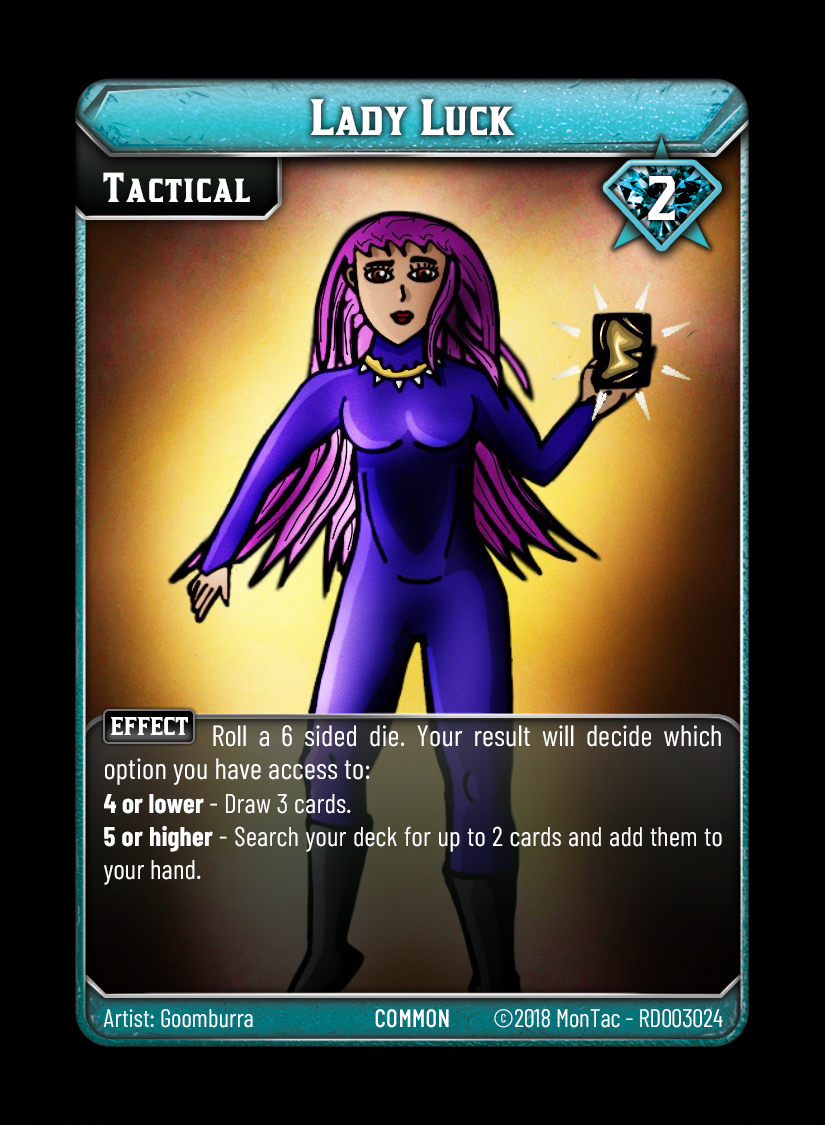 Lady Luck
Tactical
2
EFFECT Roll a 6 sided die. Your result will decide which
option you have access to:
4 or lower - Draw 3 cards.
5 or higher - Search your deck for up to 2 cards and add them to
your hand.
Artist: Goomburra COMMON ©2018 MonTac - RD003024